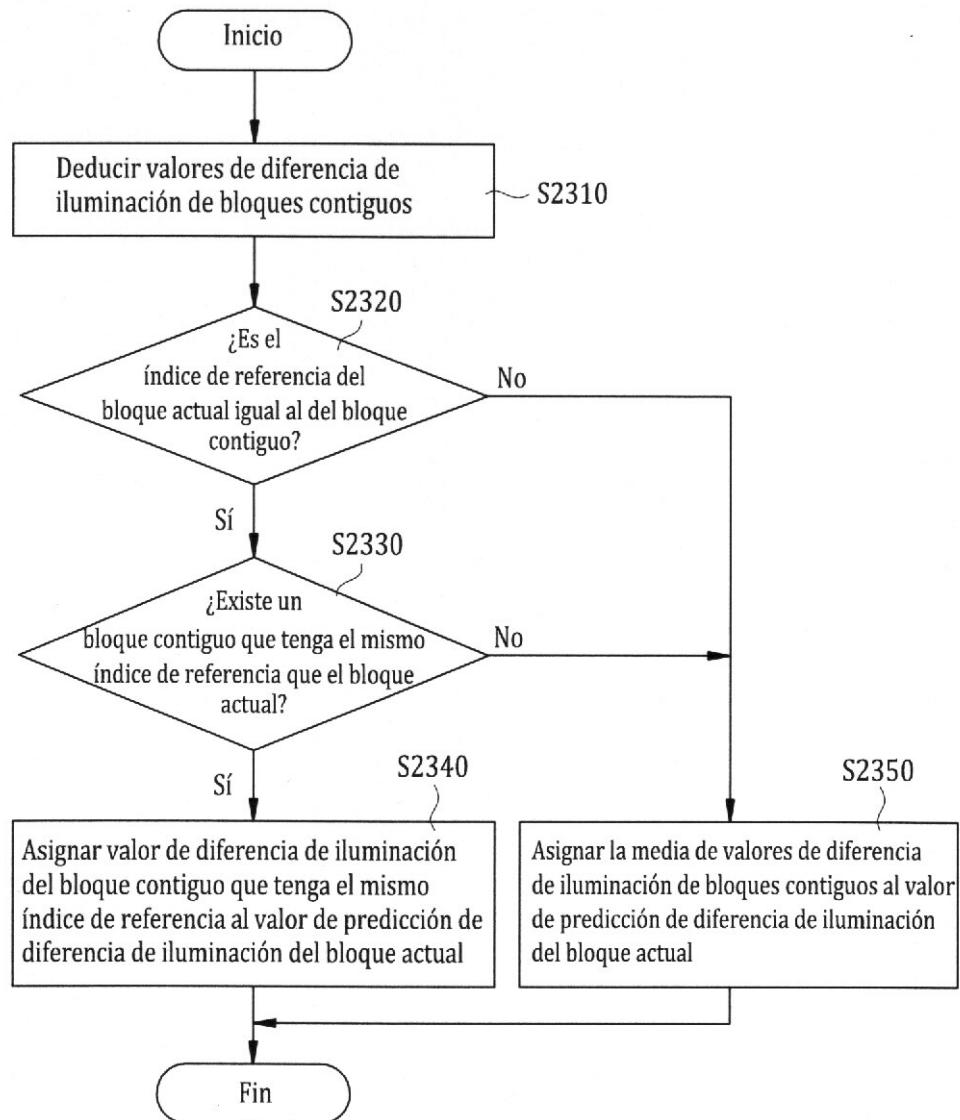 Inicio
Deducir valores de diferencia de
iluminación de bloques contiguos
S2310
S2320
¿Es el
índice de referencia del
bloque actual igual al del bloque
contiguo?
No
Sí
S2330
¿Existe un
bloque contiguo que tenga el mismo
índice de referencia que el bloque
actual?
No
Sí
S2340
Asignar valor de diferencia de iluminación
del bloque contiguo que tenga el mismo
índice de referencia al valor de predicción de
diferencia de iluminación del bloque actual
S2350
Asignar la media de valores de diferencia
de iluminación de bloques contiguos al valor
de predicción de diferencia de iluminación
del bloque actual
Fin